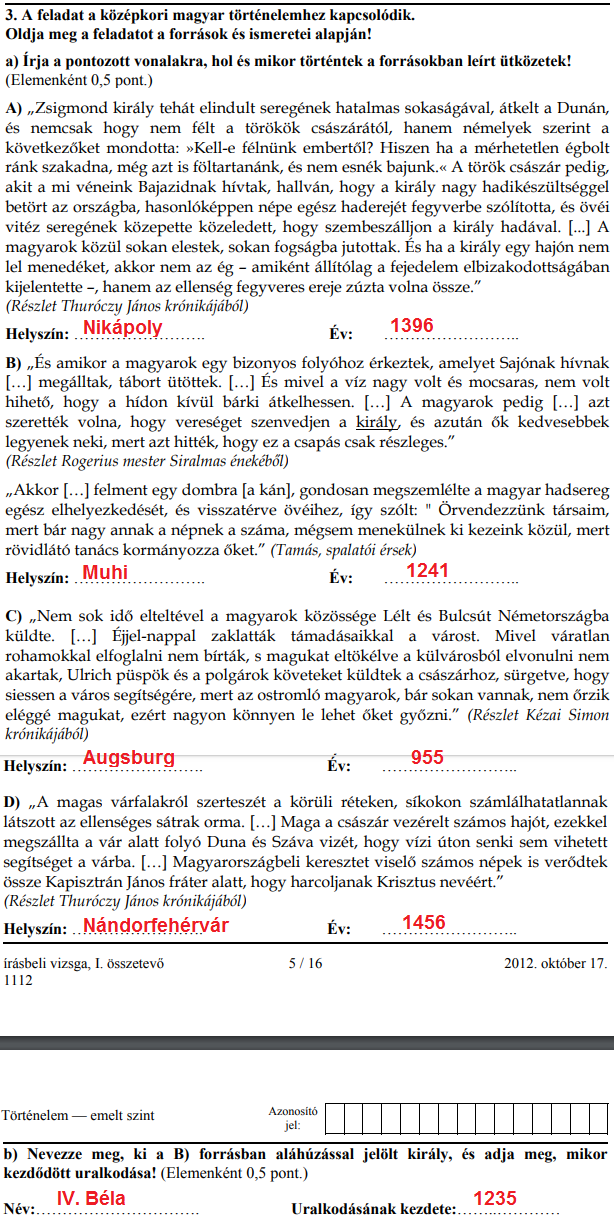 3. A feladat a középkori magyar történelemhez kapcsolódik.
Oldja meg a feladatot a források és ismeretei alapján!
a) Írja a pontozott vonalakra, hol és mikor történtek a forrásokban leírt ütközetek!
(Elemenként 0,5 pont.)
A) „Zsigmond király tehát elindult seregének hatalmas sokaságával, átkelt a Dunán,
és nemcsak hogy nem félt a törökök császárától, hanem némelyek szerint a
következőket mondotta: »Kell-e félnünk embertől? Hiszen ha a mérhetetlen égbolt
ránk szakadna, még azt is föltartanánk, és nem esnék bajunk.« A török császár pedig,
akit a mi véneink Bajazidnak hívtak, hallván, hogy a király nagy hadikészültséggel
betört az országba, hasonlóképpen népe egész haderejét fegyverbe szólította, és övéi
vitéz seregének közepette közeledett, hogy szembeszálljon a király hadával. [...] A
magyarok közül sokan elestek, sokan fogságba jutottak. És ha a király egy hajón nem
lel menedéket, akkor nem az ég – amiként állítólag a fejedelem elbizakodottságában
kijelentette –, hanem az ellenség fegyveres ereje zúzta volna össze.”
(Részlet Thuróczy János krónikájából)
Helyszín: Nikápoly Év: 1396
B) „És amikor a magyarok egy bizonyos folyóhoz érkeztek, amelyet Sajónak hívnak
[…] megálltak, tábort ütöttek. […] És mivel a víz nagy volt és mocsaras, nem volt
hihető, hogy a hídon kívül bárki átkelhessen. […] A magyarok pedig […] azt
szerették volna, hogy vereséget szenvedjen a király, és azután ők kedvesebbek
legyenek neki, mert azt hitték, hogy ez a csapás csak részleges.”
(Részlet Rogerius mester Siralmas énekéből)
„Akkor […] felment egy dombra [a kán], gondosan megszemlélte a magyar hadsereg
egész elhelyezkedését, és visszatérve övéihez, így szólt: " Örvendezzünk társaim,
mert bár nagy annak a népnek a száma, mégsem menekülnek ki kezeink közül, mert
rövidlátó tanács kormányozza őket.” (Tamás, spalatói érsek)
Helyszín: Muhi Év: 1241
C) „Nem sok idő elteltével a magyarok közössége Lélt és Bulcsút Németországba
küldte. […] Éjjel-nappal zaklatták támadásaikkal a várost. Mivel váratlan
rohamokkal elfoglalni nem bírták, s magukat eltökélve a külvárosból elvonulni nem
akartak, Ulrich püspök és a polgárok követeket küldtek a császárhoz, sürgetve, hogy
siessen a város segítségére, mert az ostromló magyarok, bár sokan vannak, nem őrzik
eléggé magukat, ezért nagyon könnyen le lehet őket győzni.” (Részlet Kézai Simon
krónikájából)
Helyszín: Augsburg Év: 955
D) „A magas várfalakról szerteszét a körüli réteken, síkokon számlálhatatlannak
látszott az ellenséges sátrak orma. […] Maga a császár vezérelt számos hajót, ezekkel
megszállta a vár alatt folyó Duna és Száva vizét, hogy vízi úton senki sem vihetett
segítséget a várba. […] Magyarországbeli keresztet viselő számos népek is verődtek
össze Kapisztrán János fráter alatt, hogy harcoljanak Krisztus nevéért.”
(Részlet Thuróczy János krónikájából)
Helyszín: Nándorfehérvár Év: 1456
írásbeli vizsga, I. összetevő 5 / 16 2012. október 17.
1112
Történelem — emelt szint Azonosító
jel:
b) Nevezze meg, ki a B) forrásban aláhúzással jelölt király, és adja meg, mikor
kezdődött uralkodása! (Elemenként 0,5 pont.)
Név: IV. Béla Uralkodásának kezdete: 1235